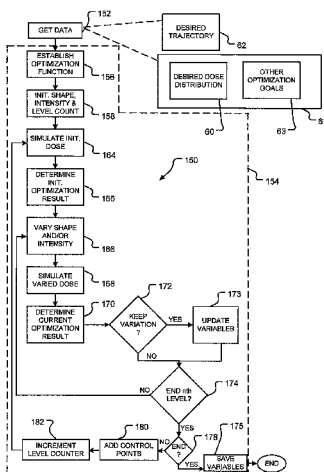 152
GET DATA
DESIRED
TRAJECTORY
62
ESTABLISH
OPTIMIZATION
FUNCTION
156
DESIRED DOSE
DISTRIBUTION
OTHER
OPTIMIZATION
GOALS
60
63
6
INIT. SHAPE,
INTENSITY &
LEVEL COUNT
158
SIMULATE INIT.
DOSE
164
154
150
DETERMINE
INIT.
OPTIMIZATION
RESULT
166
VARY SHAPE
AND/OR
INTENSITY
SIMULATE
VARIED DOSE
168
DETERMINE
CURRENT
OPTIMIZATION
RESULT
170
172
KEEP
VARIATION
?
YES
173
UPDATE
VARIABLES
NO
NO
END nth
LEVEL?
174
YES
182
INCREMENT
LEVEL COUNTER
180
ADD CONTROL
POINTS
NO
END
?
178
YES
175
SAVE
VARIABLES
END